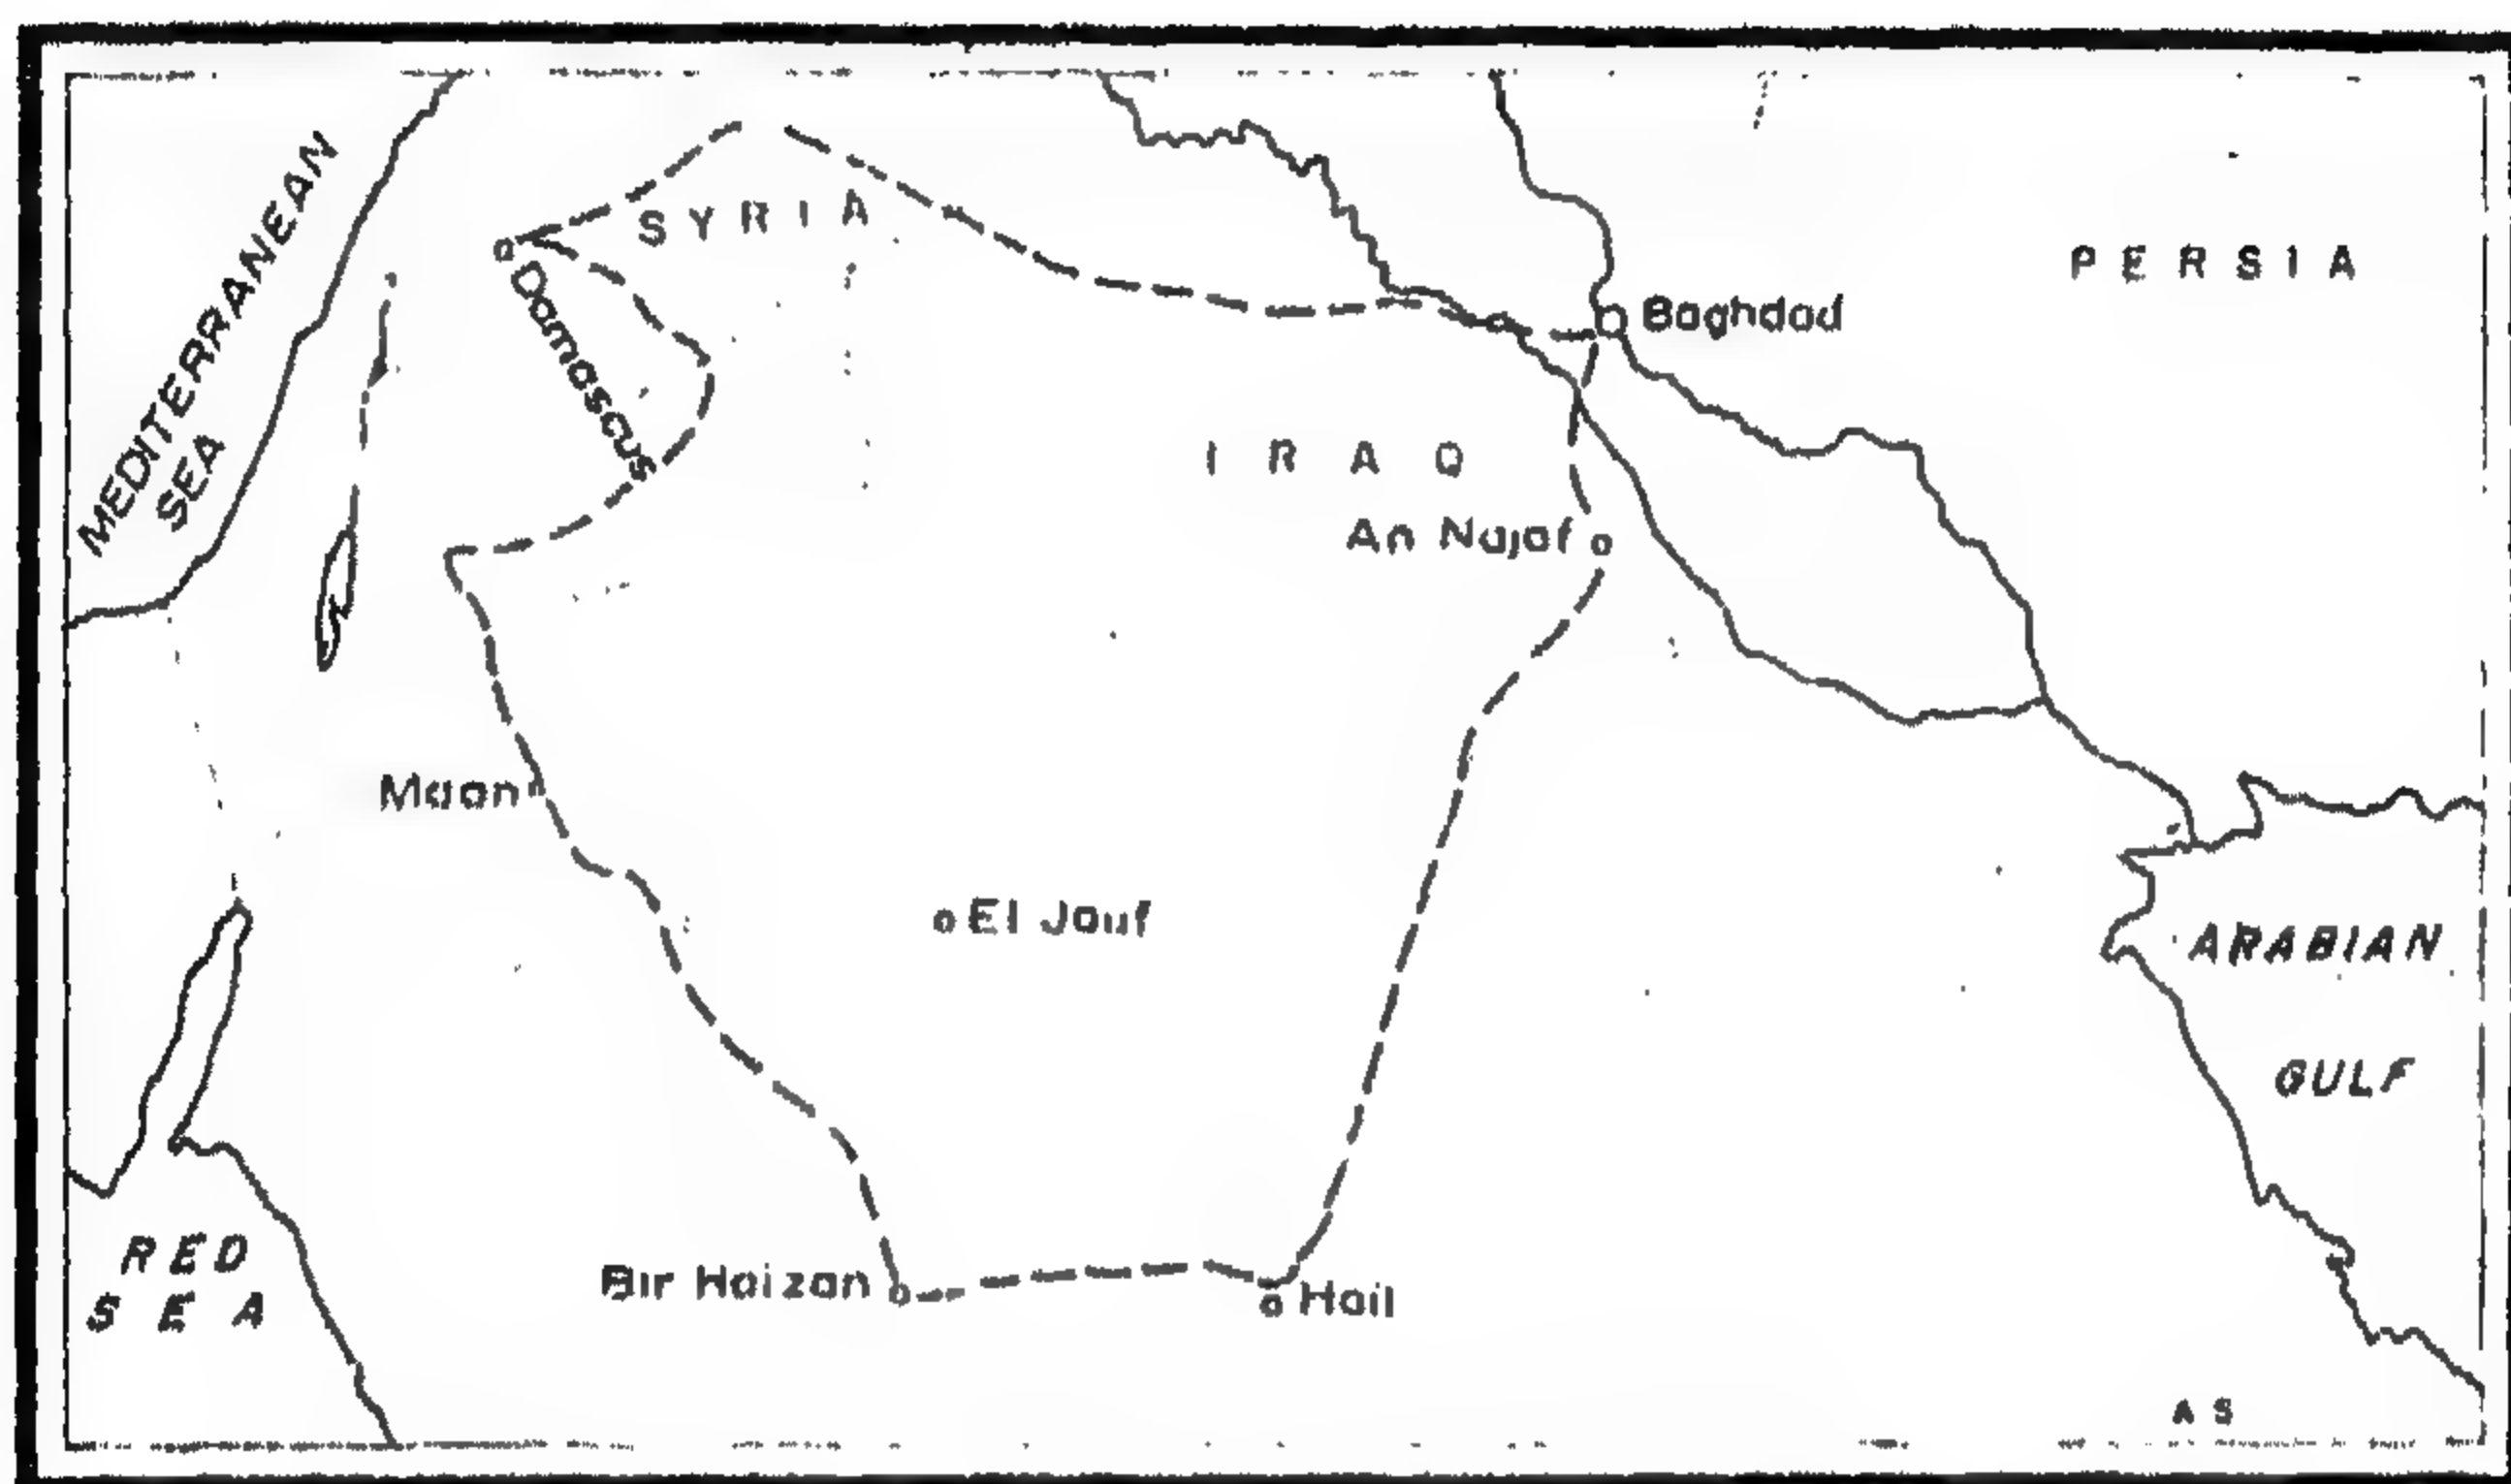 MEDITERRANEAN
SEA
SYRIA
Damascus
PERSIA
Baghdad
IRAQ
An Najaf
Maan
El Jouf
ARABIAN
GULF
RED
SEA
Bir Haizan
Hail
AS